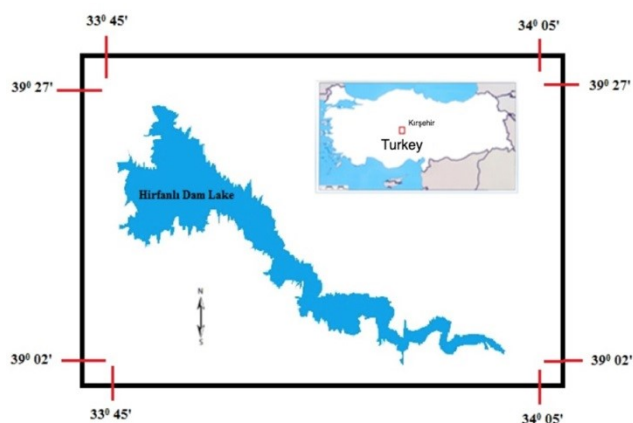 33⁰ 45'
34⁰ 05'
39⁰ 27'
39⁰ 27'
Kırşehir
Turkey
Hirfanlı Dam Lake
N
S
39⁰ 02'
39⁰ 02'
33⁰ 45'
34⁰ 05'